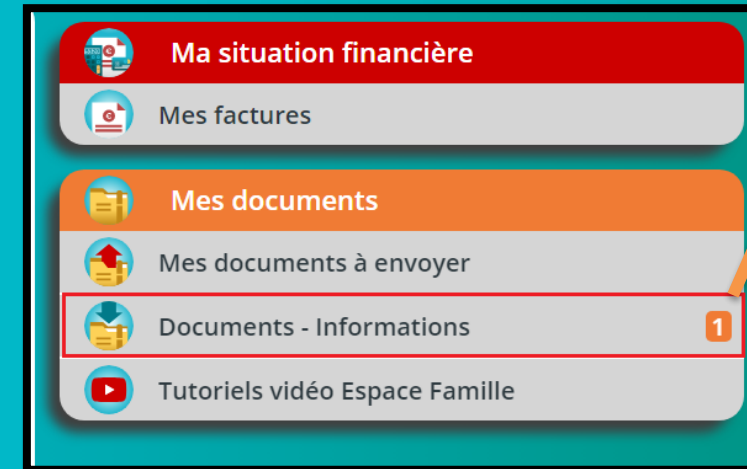 Ma situation financière
Mes factures
Mes documents
Mes documents à envoyer
Documents - Informations 1
Tutoriels vidéo Espace Famille